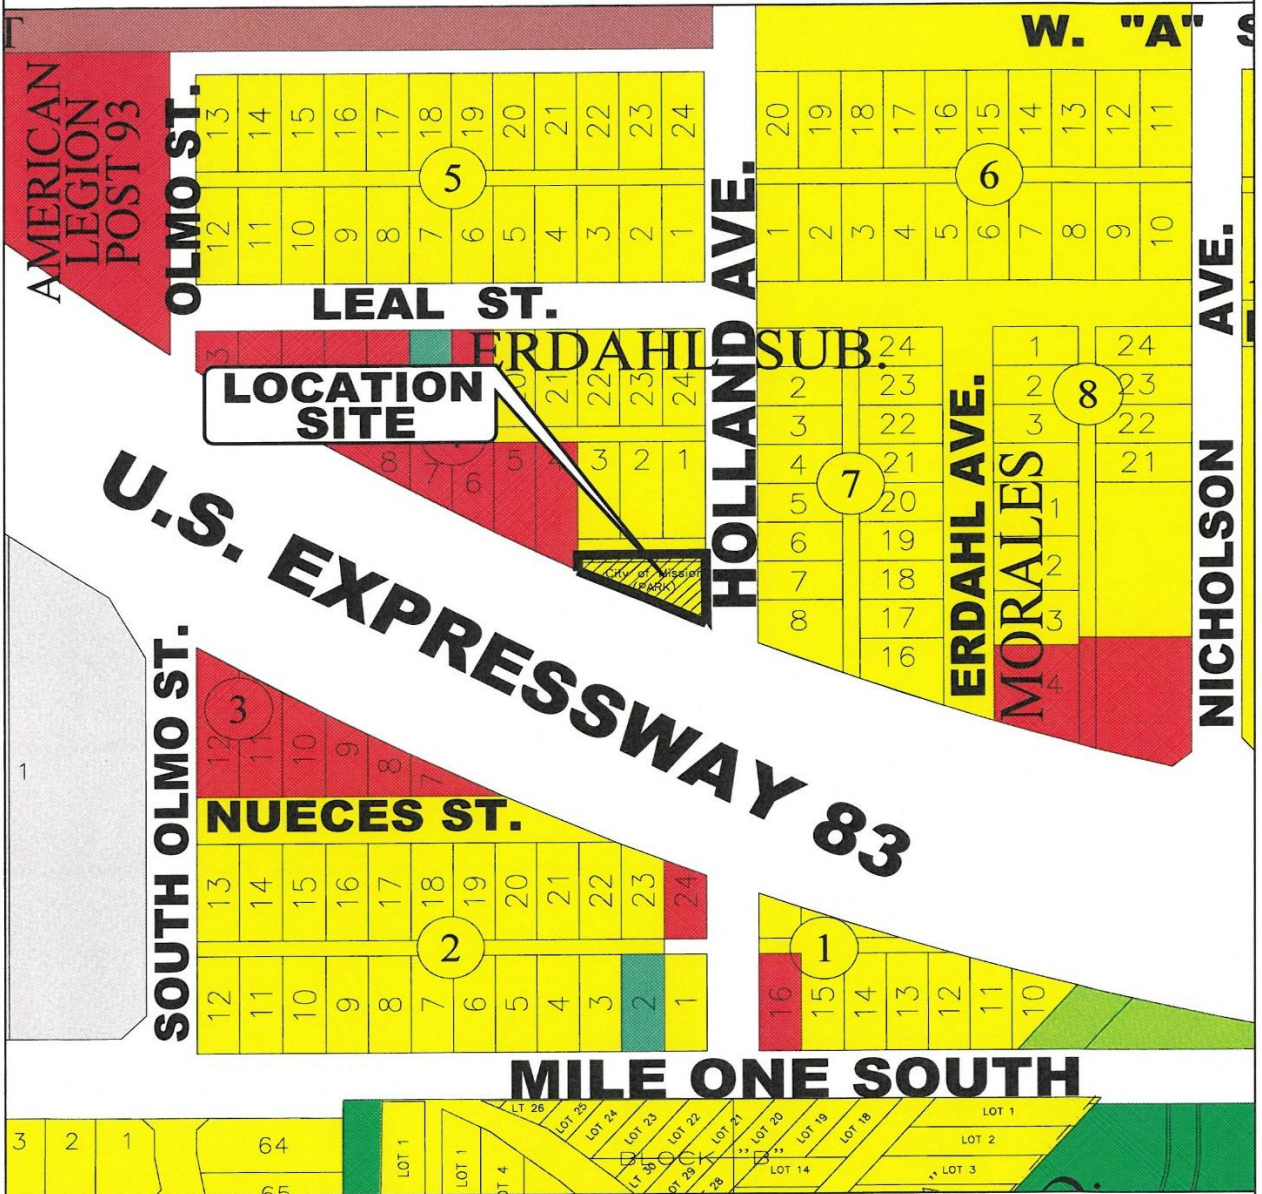 W. "A" S
T
AMERICAN
LEGION
POST 93
OLMO ST.
13 14 15 16 17 18 19 20 21 22 23 24
5
12 11 10 9 8 7 6 5 4 3 2 1
HOLLAND AVE.
20 19 18 17 16 15 14 13 12 11
6
1 2 3 4 5 6 7 8 9 10
NICHOLSON AVE.
LEAL ST.
ERDAHL SUB.
3
21 22 23 24
LOCATION
SITE
8 7 6 5 4 3 2 1
City of Mission
(PARK)
2 3 4 5 6 7 8
7
24 23 22 21 20 19 18 17 16
ERDAHL AVE.
MORALES
1 2 3
8
24 23 22 21
1 2 3 4
U.S. EXPRESSWAY 83
1
SOUTH OLMO ST.
3
12 11 10 9 8 7
NUECES ST.
13 14 15 16 17 18 19 20 21 22 23 24
2
12 11 10 9 8 7 6 5 4 3 2 1
1
16 15 14 13 12 11 10
MILE ONE SOUTH
3 2 1
64
65
LOT 1
LOT 1
OT 4
LT 26
LOT 25
LOT 24
LOT 23
LOT 22
LOT 21
LOT 20
LOT 19
LOT 18
BLOCK "B"
LT 30
OT 29
28
LOT 14
LOT 1
LOT 2
LOT 3